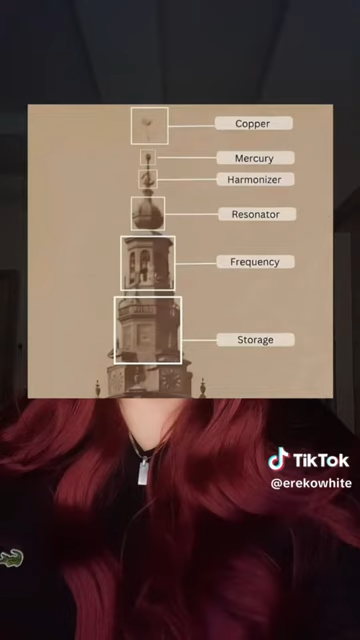 Copper
Mercury
Harmonizer
Resonator
Frequency
Storage
TikTok
@erekowhite